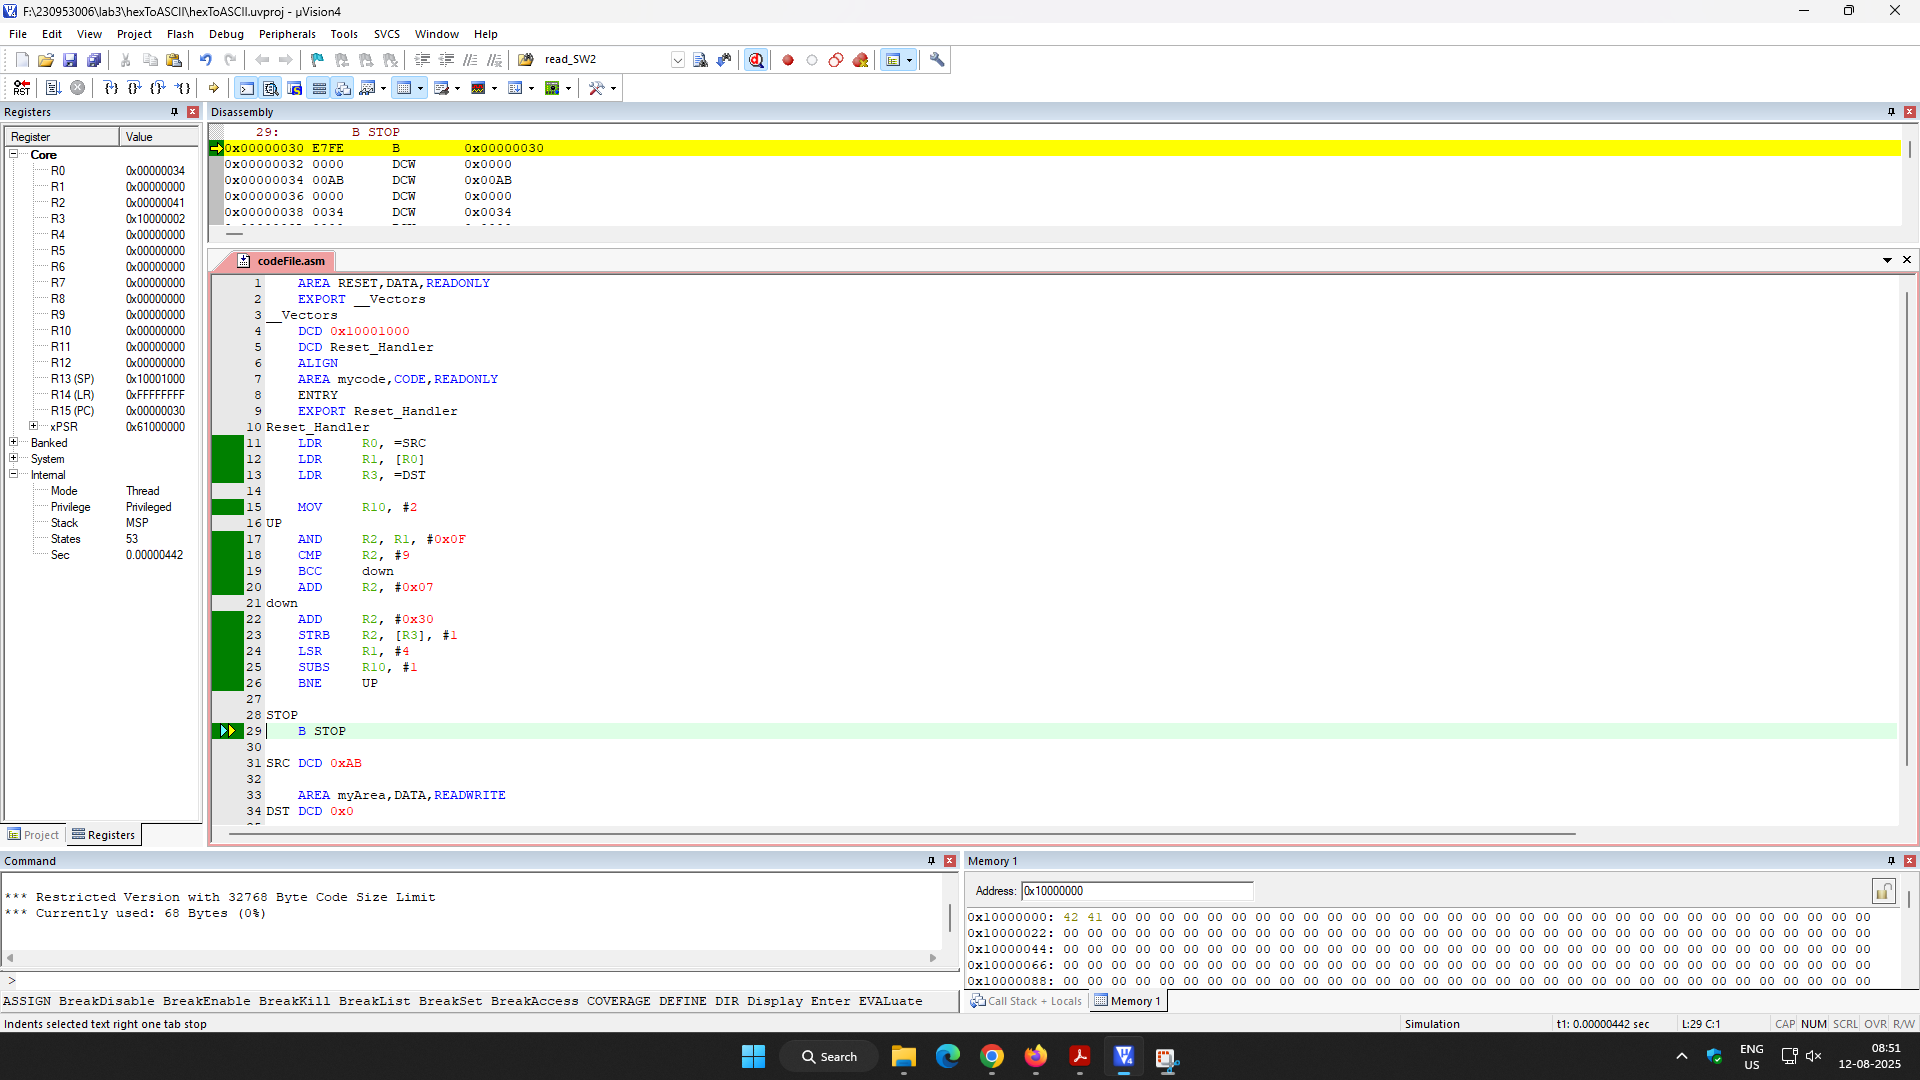 F:\230953006\lab3\hexToASCII\hexToASCII.uvproj - µVision4
File Edit View Project Flash Debug Peripherals Tools SVCS Window Help
read_SW2
RST
Registers
Register Value
Core
R0 0x00000034
R1 0x00000000
R2 0x00000041
R3 0x10000002
R4 0x00000000
R5 0x00000000
R6 0x00000000
R7 0x00000000
R8 0x00000000
R9 0x00000000
R10 0x00000000
R11 0x00000000
R12 0x00000000
R13 (SP) 0x10001000
R14 (LR) 0xFFFFFFFF
R15 (PC) 0x00000030
xPSR 0x61000000
Banked
System
Internal
Mode Thread
Privilege Privileged
Stack MSP
States 53
Sec 0.00000442
Project Registers
Disassembly
29: B STOP
0x00000030 E7FE B 0x00000030
0x00000032 0000 DCW 0x0000
0x00000034 00AB DCW 0x00AB
0x00000036 0000 DCW 0x0000
0x00000038 0034 DCW 0x0034
codeFile.asm
1 AREA RESET,DATA,READONLY
2 EXPORT __Vectors
3 __Vectors
4 DCD 0x10001000
5 DCD Reset_Handler
6 ALIGN
7 AREA mycode,CODE,READONLY
8 ENTRY
9 EXPORT Reset_Handler
10 Reset_Handler
11 LDR R0, =SRC
12 LDR R1, [R0]
13 LDR R3, =DST
14
15 MOV R10, #2
16 UP
17 AND R2, R1, #0x0F
18 CMP R2, #9
19 BCC down
20 ADD R2, #0x07
21 down
22 ADD R2, #0x30
23 STRB R2, [R3], #1
24 LSR R1, #4
25 SUBS R10, #1
26 BNE UP
27
28 STOP
29 B STOP
30
31 SRC DCD 0xAB
32
33 AREA myArea,DATA,READWRITE
34 DST DCD 0x0
Command
*** Restricted Version with 32768 Byte Code Size Limit
*** Currently used: 68 Bytes (0%)
>
ASSIGN BreakDisable BreakEnable BreakKill BreakList BreakSet BreakAccess COVERAGE DEFINE DIR Display Enter EVALuate
Memory 1
Address: 0x10000000
0x10000000: 42 41 00 00 00 00 00 00 00 00 00 00 00 00 00 00 00 00 00 00 00 00 00 00 00 00 00 00 00 00 00 00 00 00
0x10000022: 00 00 00 00 00 00 00 00 00 00 00 00 00 00 00 00 00 00 00 00 00 00 00 00 00 00 00 00 00 00 00 00 00 00
0x10000044: 00 00 00 00 00 00 00 00 00 00 00 00 00 00 00 00 00 00 00 00 00 00 00 00 00 00 00 00 00 00 00 00 00 00
0x10000066: 00 00 00 00 00 00 00 00 00 00 00 00 00 00 00 00 00 00 00 00 00 00 00 00 00 00 00 00 00 00 00 00 00 00
0x10000088: 00 00 00 00 00 00 00 00 00 00 00 00 00 00 00 00 00 00 00 00 00 00 00 00 00 00 00 00 00 00 00 00 00 00
Call Stack + Locals Memory 1
Indents selected text right one tab stop Simulation t1: 0.00000442 sec L:29 C:1 CAP NUM SCRL OVR R/W
Search
ENG
US
08:51
12-08-2025